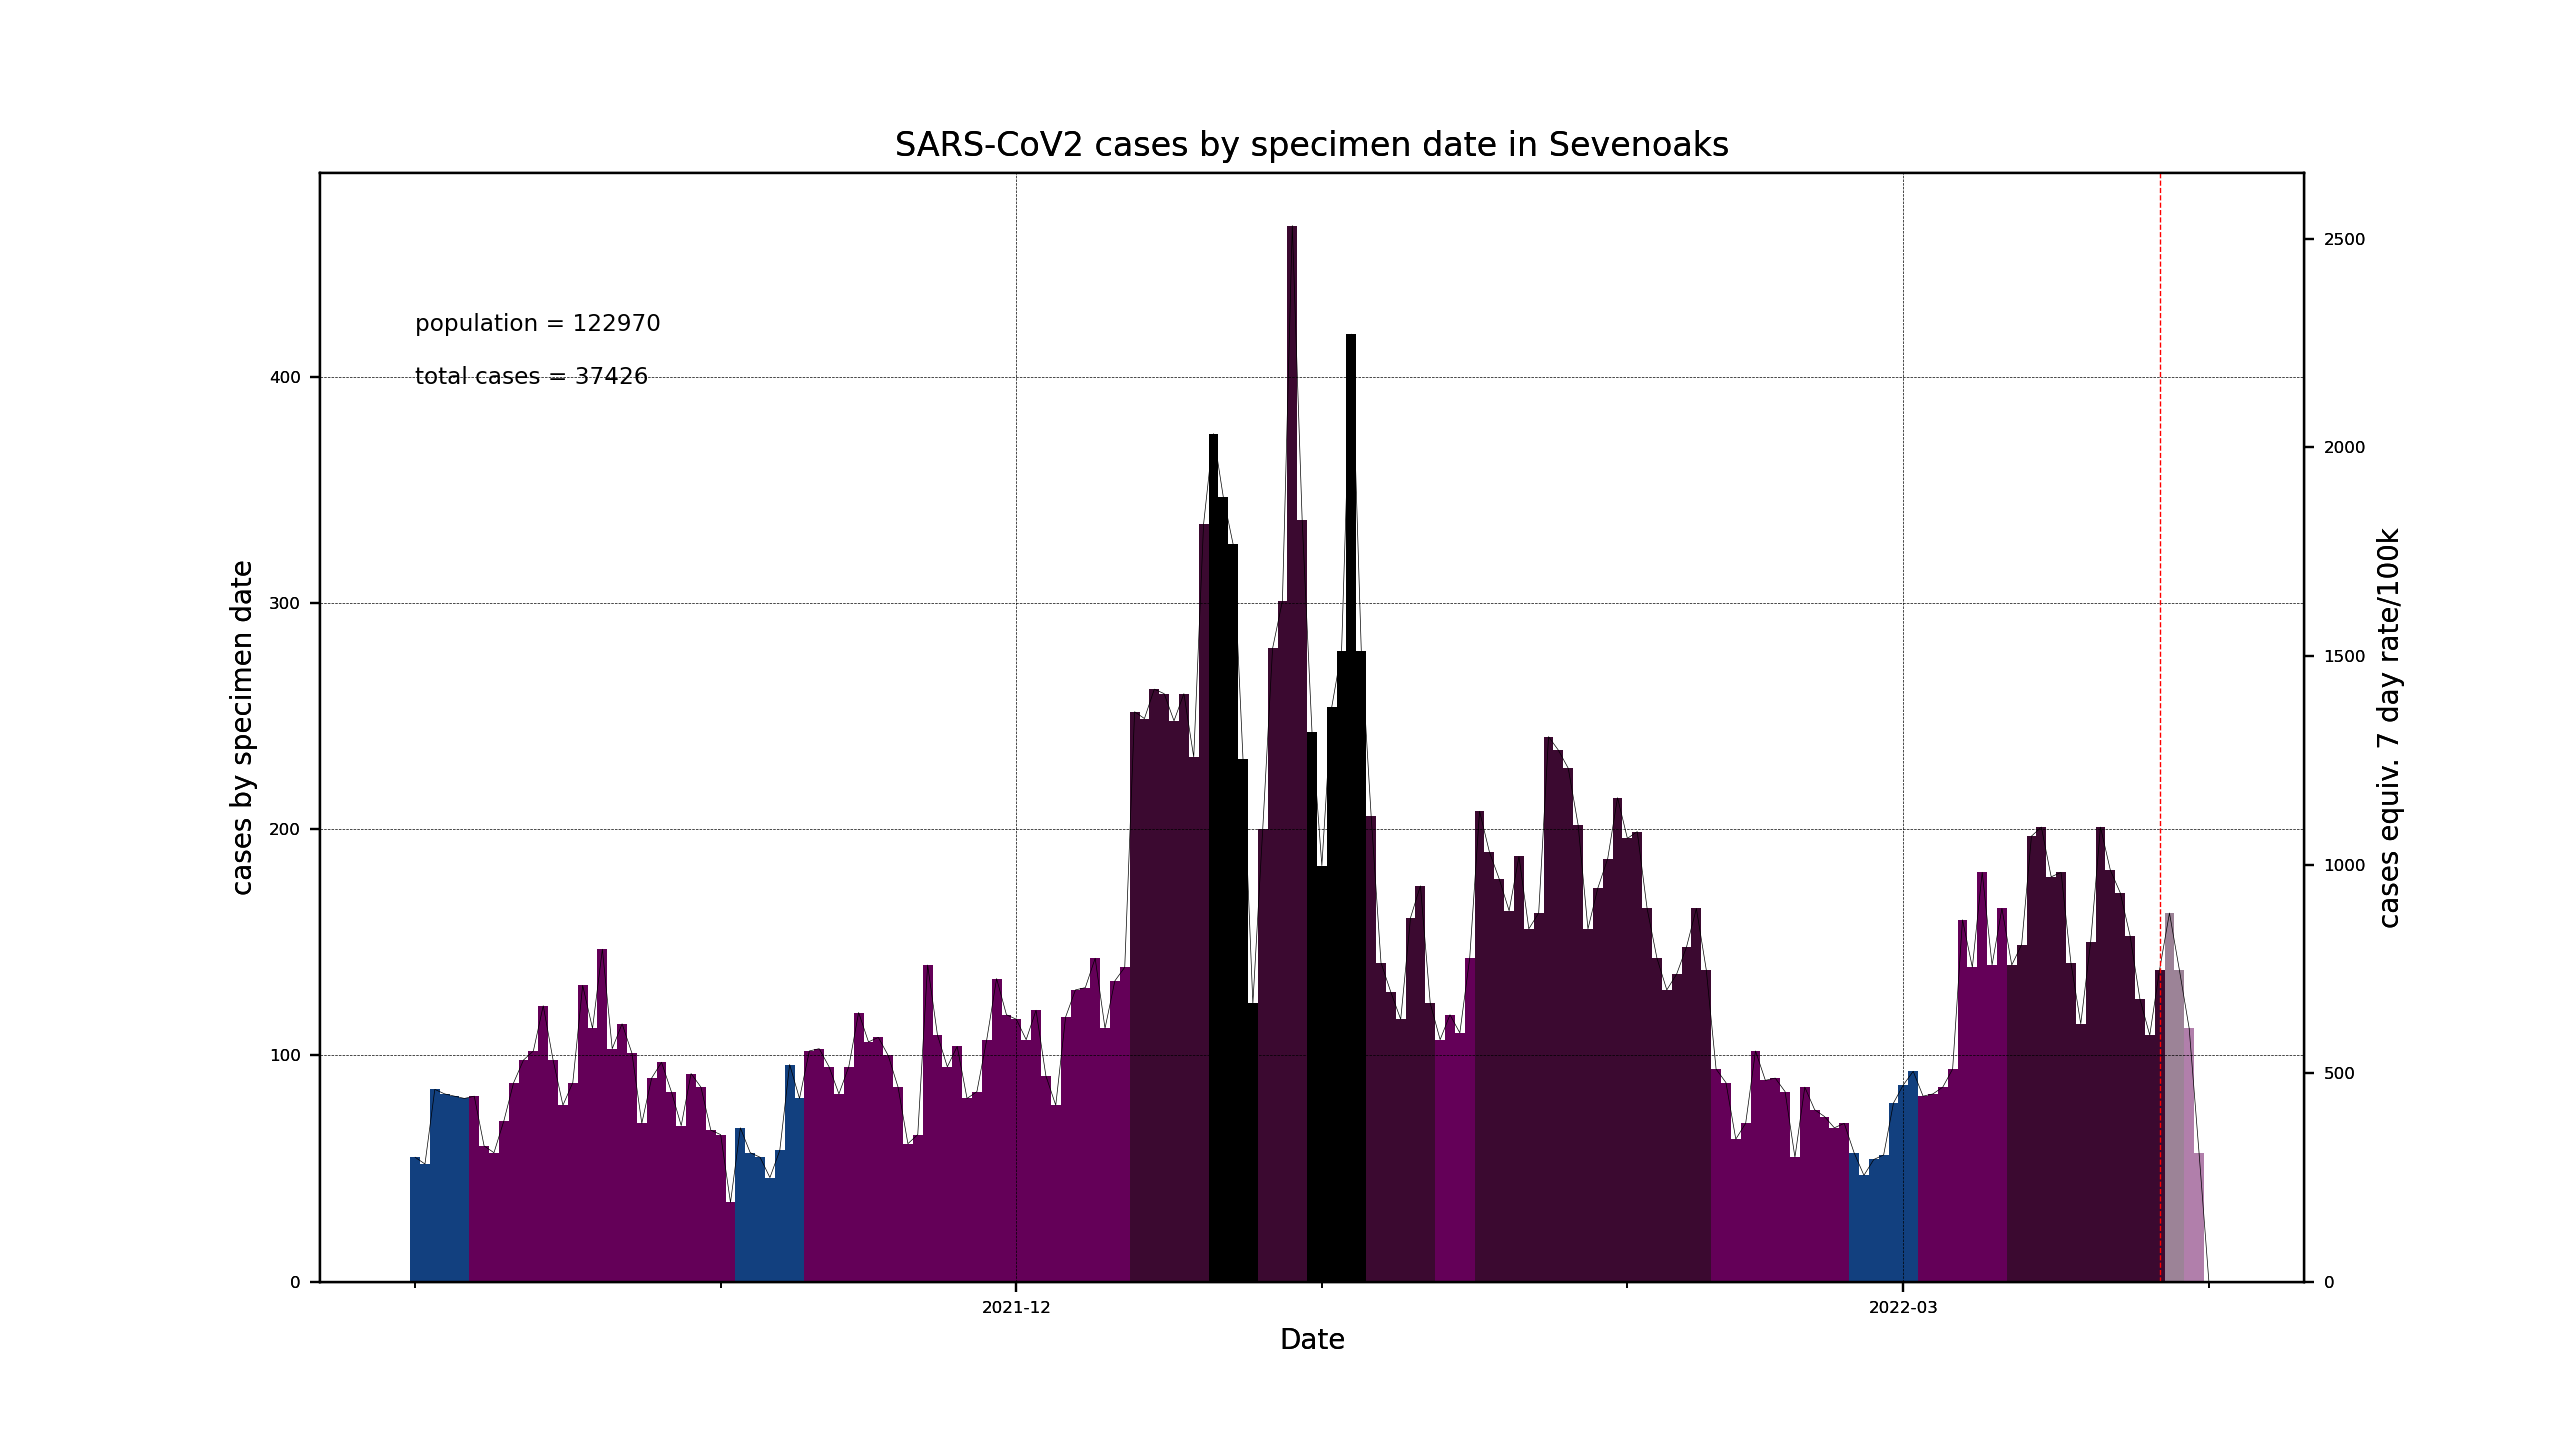 SARS-CoV2 cases by specimen date in Sevenoaks
population = 122970
total cases = 37426
cases by specimen date
400
300
200
100
0
2500
2000
1500
1000
500
0
cases equiv. 7 day rate/100k
2021-12
2022-03
Date